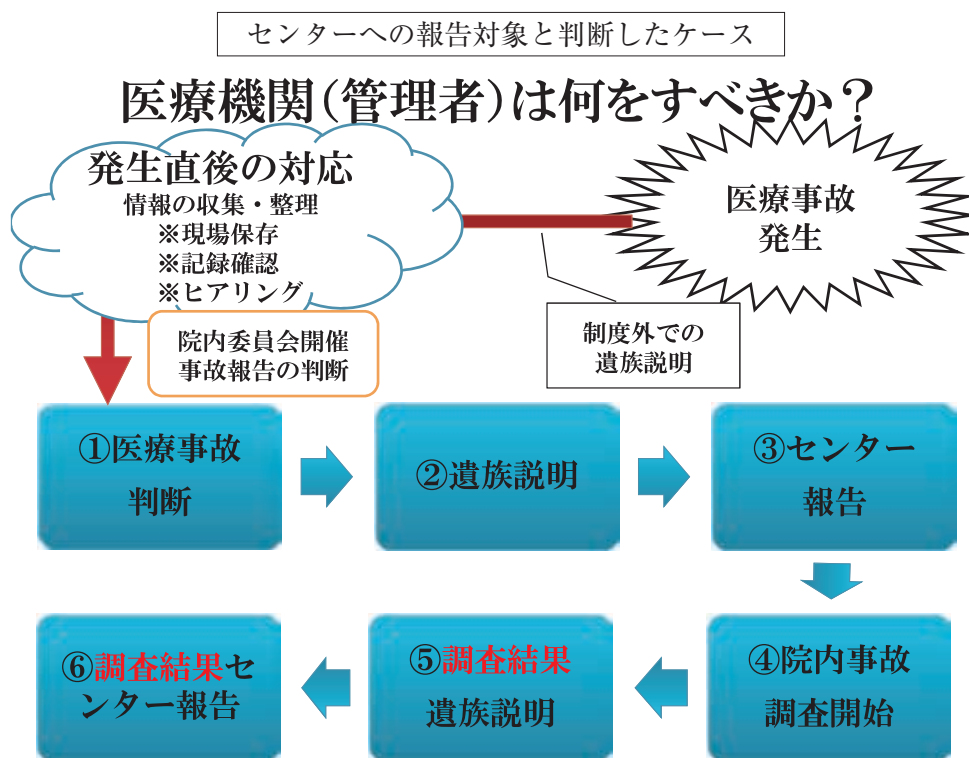 センターへの報告対象と判断したケース
医療機関(管理者)は何をすべきか?
発生直後の対応
情報の収集・整理
※現場保存
※記録確認
※ヒアリング
医療事故
発生
院内委員会開催
事故報告の判断
制度外での
遺族説明
①医療事故
判断
②遺族説明
③センター
報告
④院内事故
調査開始
⑤調査結果
遺族説明
⑥調査結果セ
ンター報告